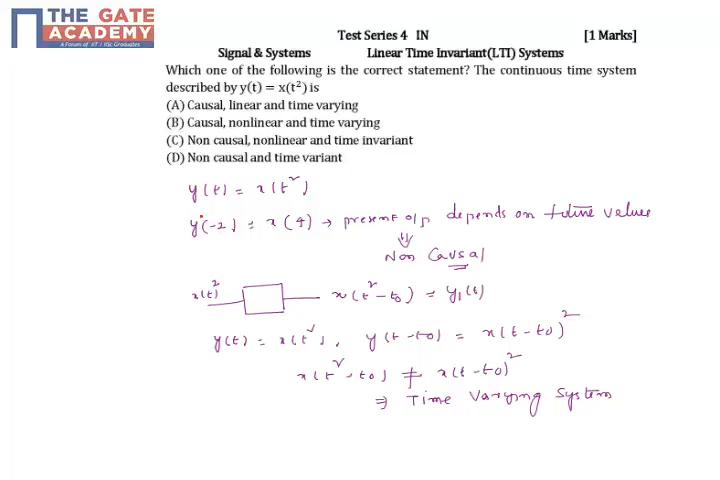 THE GATE
ACADEMY
A Forum of IIT / IISc Graduates
Test Series 4 IN [1 Marks]
Signal & Systems Linear Time Invariant(LTI) Systems
Which one of the following is the correct statement? The continuous time system
described by y(t) = x(t²) is
(A) Causal, linear and time varying
(B) Causal, nonlinear and time varying
(C) Non causal, nonlinear and time invariant
(D) Non causal and time variant
y(t) = x(t²)
y(-2) = x(4) → present o/p depends on future values
⇓
Non Causal
x(t)² x(t²-t₀) = y₁(t)
y(t) = x(t²), y(t-t₀) = x(t-t₀)²
x(t²-t₀) ≠ x(t-t₀)²
⇒ Time Varying System